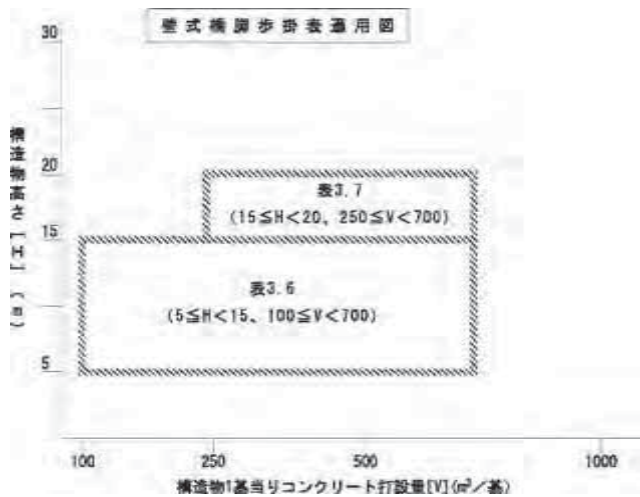 壁式橋脚歩掛表適用図
30
20
15
5
構造物高さ[H](m)
表3.7
(15≦H<20、250≦V<700)
表3.6
(5≦H<15、100≦V<700)
100 250 500 1000
構造物1基当りコンクリート打設量[V](㎥/基)